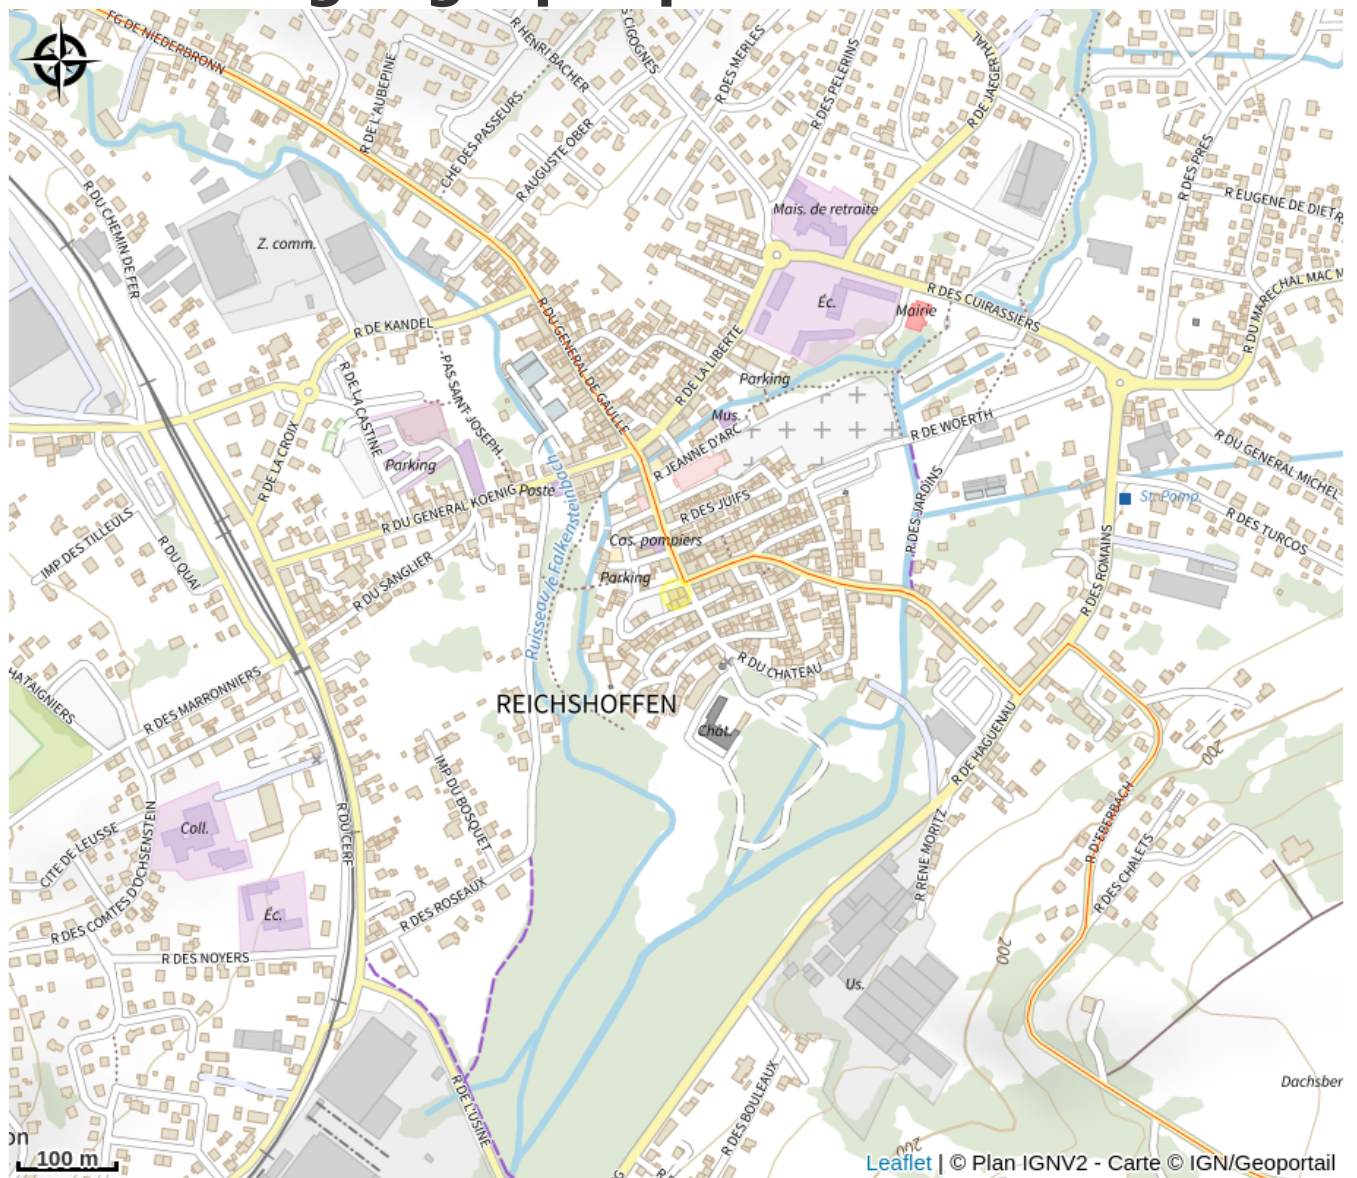 FG DE NIEDERBRONN
R HENRI BACHER
S CIGOGNES
R DES MERLES
R DES PELERINS
R DE JAEGERTHAL
R DE L'AUBEPINE
CHE DES PASSEURS
R AUGUSTE OBER
R DES PRES
R EUGENE DE DIETR
R DU CHEMIN DE FER
Z. comm.
Mais. de retraite
R DU MARECHAL MAC M
R DES CUIRASSIERS
Éc.
Mairie
R DE KANDEL
R DU GENERAL DE GAULLE
R DE LA LIBERTE
PAS SAINT JOSEPH
R DE LA CASTINE
Parking
Mus.
R DE WOERTH
R JEANNE D'ARC
R DE LA CROIX
Parking
R DU GENERAL MICHEL
R DU GENERAL KOENIG
Poste
R DES JUIFS
R DES JARDINS
St. Pomp.
R DES TURCOS
IMP DES TILLEULS
R DU QUAI
Cas. pompiers
R DU SANGLIER
Parking
Ruisseau le Falkensteinbach
R DES ROMAINS
HATAIGNIERS
R DES MARRONNIERS
R DU CHATEAU
REICHSHOFFEN
Chât.
R DE HAGUENAU
IMP DU BOSQUET
200
R D'EBERBACH
Coll.
R DU CERF
CITE DE LEUSSE
R DES COMTES D'OCHSENSTEIN
R RENE MORITZ
R DES CHALETS
Éc.
R DES ROSEAUX
R DES NOYERS
200
Us.
R DE L'USINE
R DES BOULEAUX
Dachsber
200
on
100 m
Leaflet | © Plan IGNV2 - Carte © IGN/Geoportail